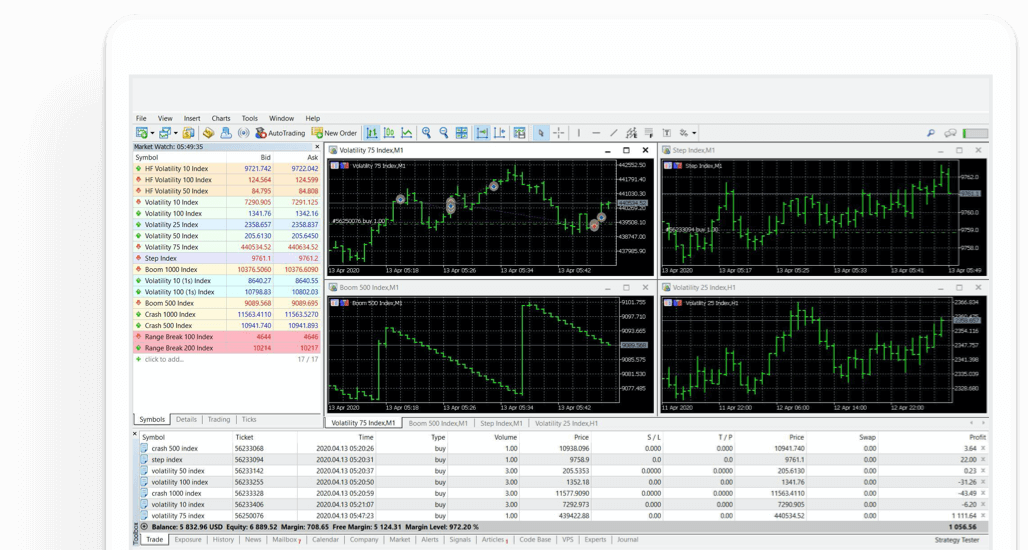 File View Insert Charts Tools Window Help
AutoTrading New Order
Market Watch: 05:49:35
Symbol Bid Ask
HF Volatility 10 Index 9721.742 9722.042
HF Volatility 100 Index 124.564 124.599
HF Volatility 50 Index 84.795 84.808
Volatility 10 Index 7290.905 7291.125
Volatility 100 Index 1341.76 1342.16
Volatility 25 Index 2358.657 2358.837
Volatility 50 Index 205.6130 205.6450
Volatility 75 Index 440534.52 440634.52
Step Index 9761.1 9761.2
Boom 1000 Index 10376.5060 10376.6090
Volatility 10 (1s) Index 8640.27 8640.55
Volatility 100 (1s) Index 10798.83 10802.03
Boom 500 Index 9089.568 9089.695
Crash 1000 Index 11563.4110 11563.5270
Crash 500 Index 10941.740 10941.893
Range Break 100 Index 4644 4646
Range Break 200 Index 10214 10217
click to add... 17 / 17
Symbols Details Trading Ticks
Volatility 75 Index,M1
Volatility 75 Index,M1
442552.50
441791.40
441030.30
440534.52
439508.10
438747.00
437985.90
#56250076 buy 1.00
13 Apr 2020 13 Apr 05:18 13 Apr 05:26 13 Apr 05:34 13 Apr 05:42
Step Index,M1
Step Index,M1
9762.0
9761.1
9760.0
9759.0
9758.0
#56233094 buy 1.00
13 Apr 2020 13 Apr 05:17 13 Apr 05:25 13 Apr 05:33 13 Apr 05:41 13 Apr 05:49
Boom 500 Index,M1
Boom 500 Index,M1
9101.755
9097.710
9093.665
9089.568
9085.575
9081.530
9077.485
13 Apr 2020 13 Apr 05:18 13 Apr 05:26 13 Apr 05:34 13 Apr 05:42
Volatility 25 Index,H1
Volatility 25 Index,H1
2366.834
2354.116
2347.757
2341.398
2335.039
2328.680
11 Apr 2020 11 Apr 22:00 12 Apr 06:00 12 Apr 14:00 12 Apr 22:00
Volatility 75 Index,M1 Boom 500 Index,M1 Step Index,M1 Volatility 25 Index,H1
Symbol Ticket Time Type Volume Price S / L T / P Price Swap Profit
crash 500 index 56233068 2020.04.13 05:20:26 buy 1.00 10938.096 0.000 0.000 10941.740 0.00 3.64
step index 56233094 2020.04.13 05:20:31 buy 1.00 9758.9 0.0 0.0 9761.1 0.00 22.00
volatility 50 index 56233142 2020.04.13 05:20:37 buy 3.00 205.5353 0.0000 0.0000 205.6130 0.00 0.23
volatility 100 index 56233255 2020.04.13 05:20:50 buy 3.00 1352.18 0.00 0.00 1341.76 0.00 -31.26
crash 1000 index 56233328 2020.04.13 05:20:59 buy 3.00 11577.9090 0.0000 0.0000 11563.4110 0.00 -43.49
volatility 10 index 56233406 2020.04.13 05:21:07 buy 3.00 7292.973 0.000 0.000 7290.905 0.00 -6.20
volatility 75 index 56250076 2020.04.13 05:47:23 buy 1.00 439422.88 0.00 0.00 440534.52 0.00 1 111.64
Balance: 5 832.96 USD Equity: 6 889.52 Margin: 708.65 Free Margin: 5 124.31 Margin Level: 972.20 % 1 056.56
Toolbox
Trade Exposure History News Mailbox 7 Calendar Company Market Alerts Signals Articles Code Base VPS Experts Journal Strategy Tester